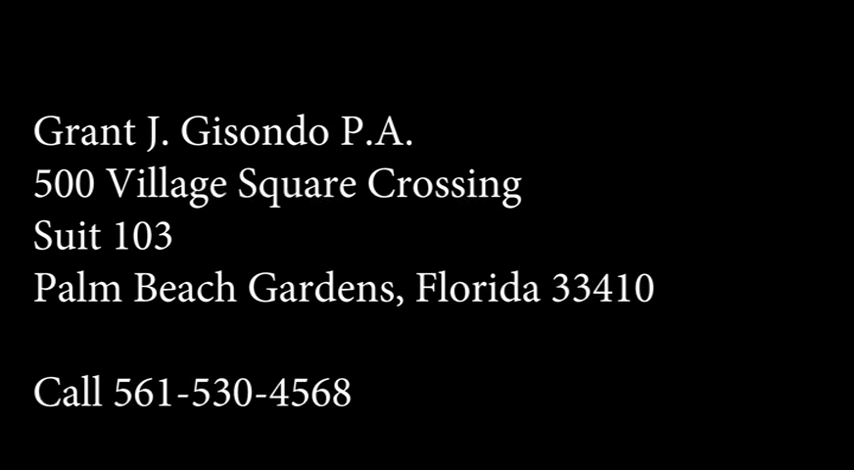 Grant J. Gisondo P.A.
500 Village Square Crossing
Suit 103
Palm Beach Gardens, Florida 33410
Call 561-530-4568